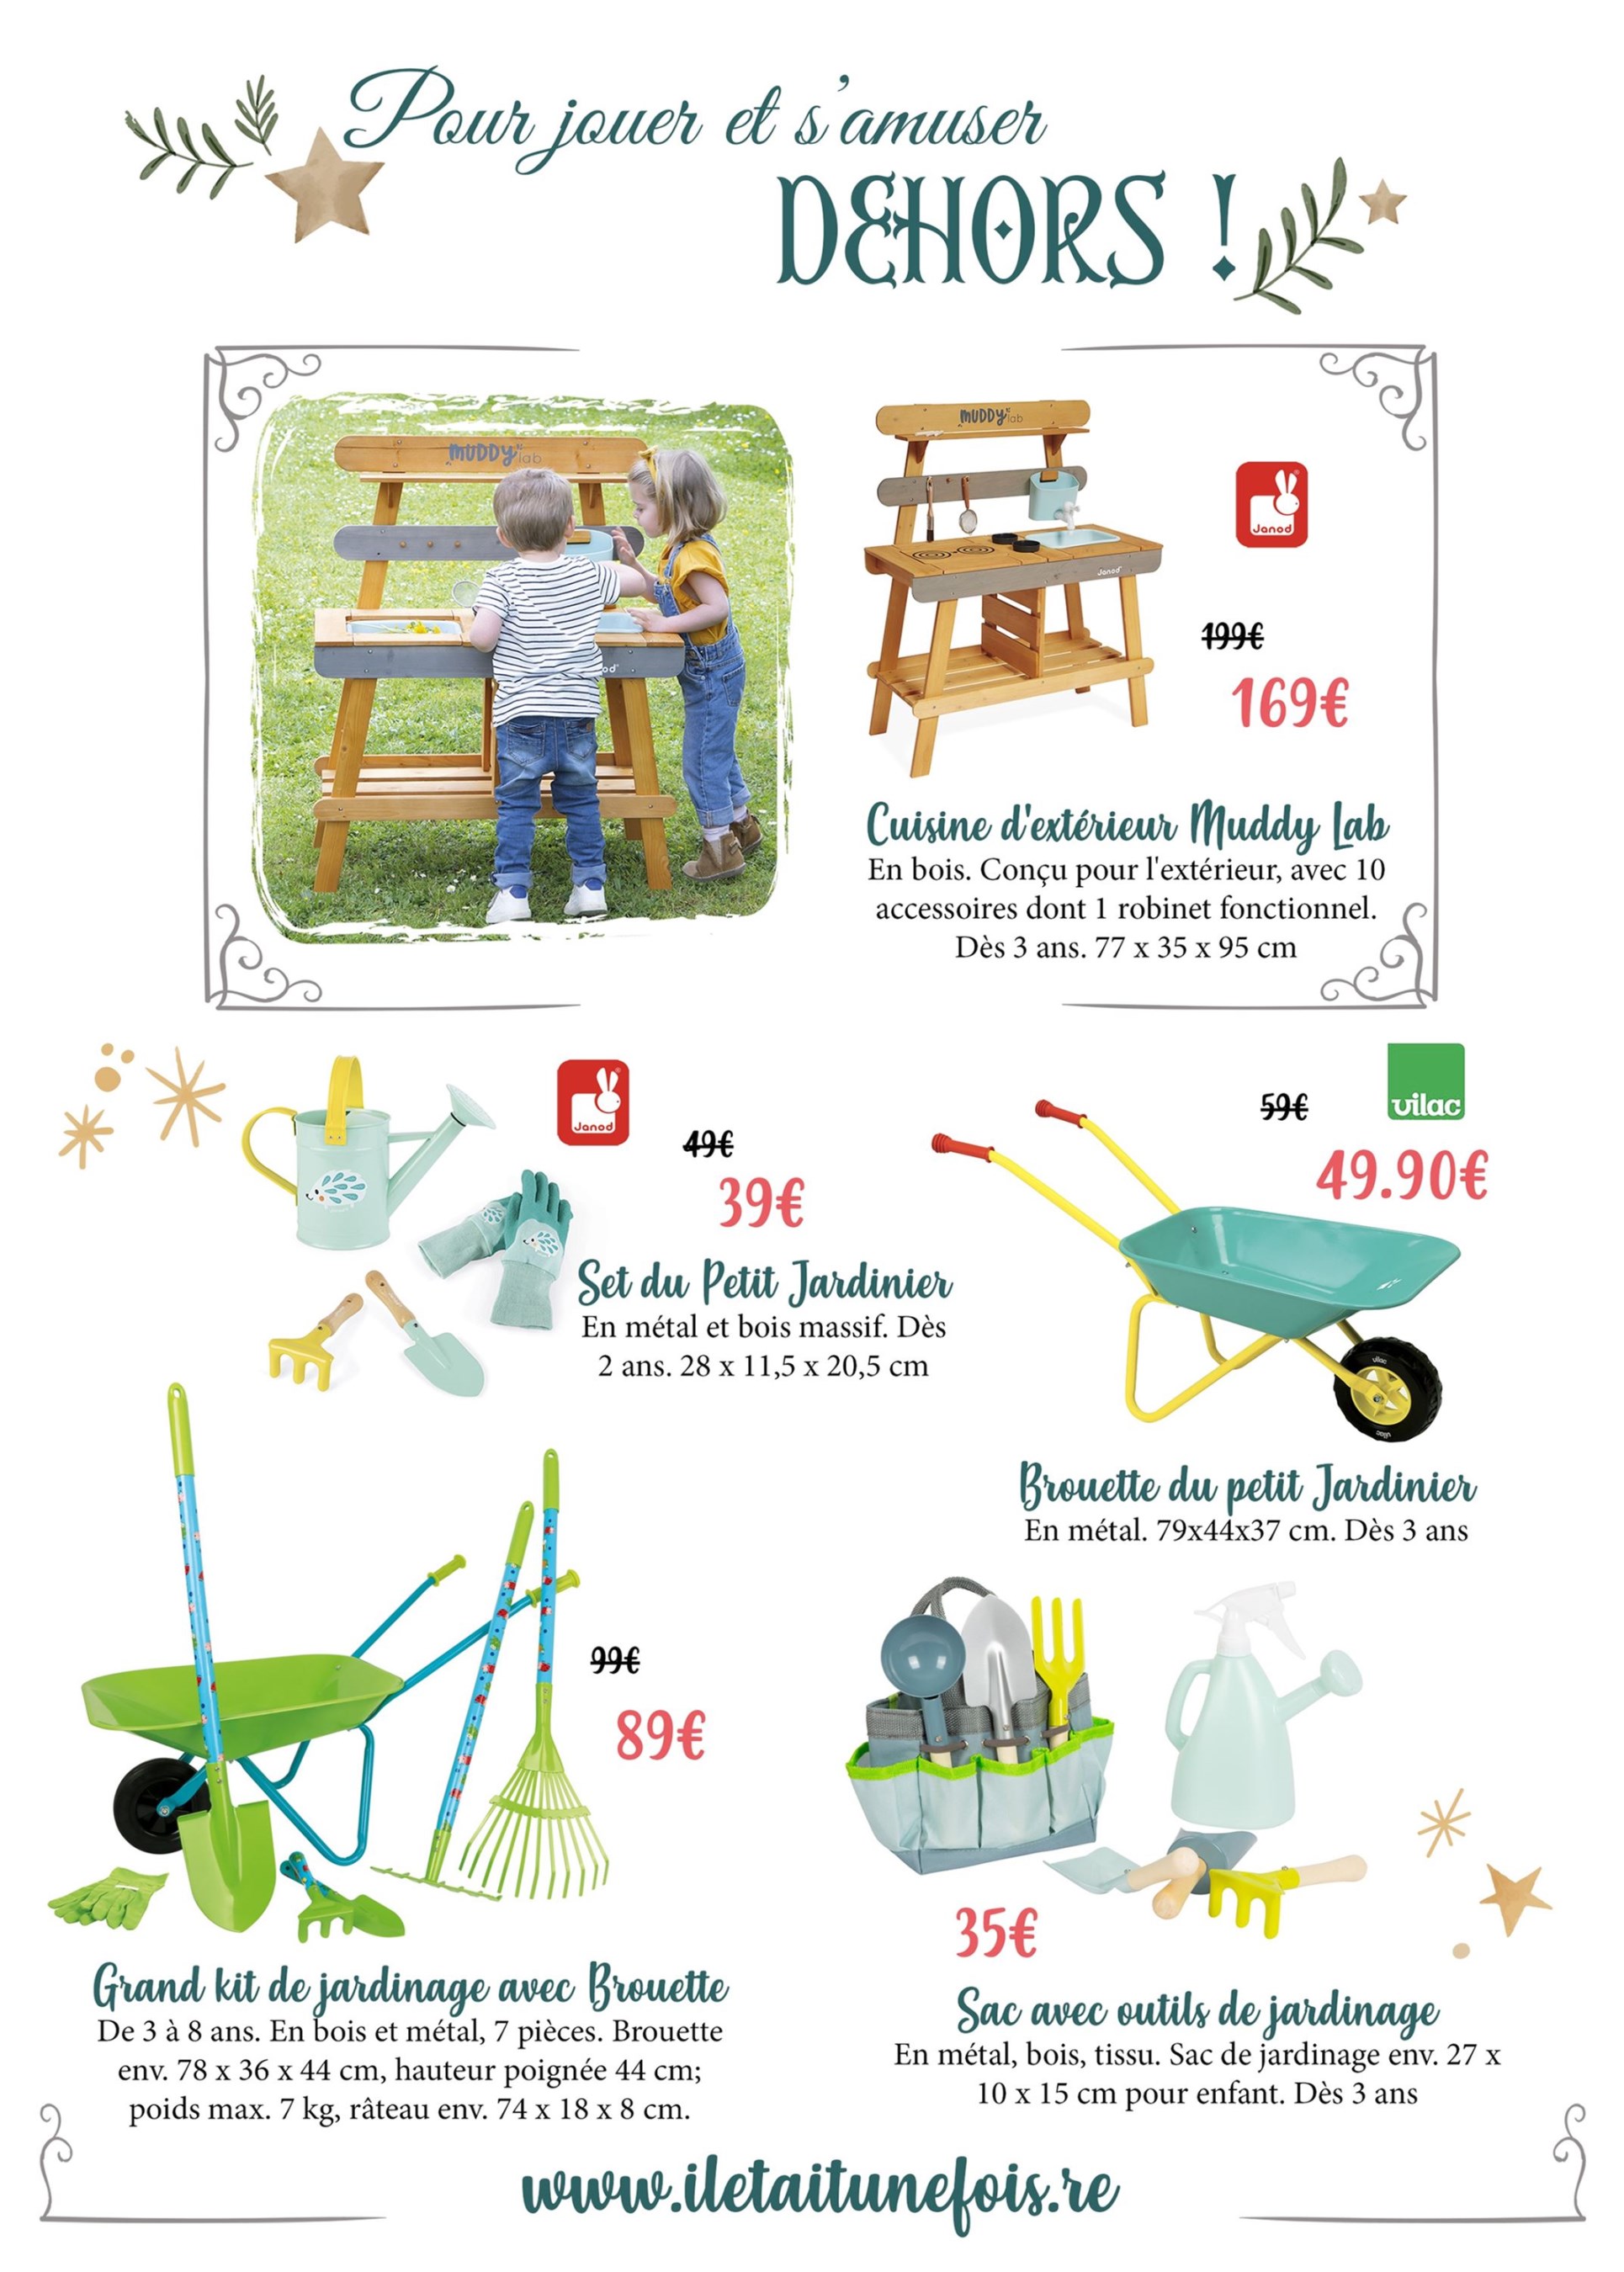 Pour jouer et s'amuser
DEHORS !
MUDDY lab
MUDDY lab
Janod
Janod
199€
169€
Cuisine d'extérieur Muddy Lab
En bois. Conçu pour l'extérieur, avec 10
accessoires dont 1 robinet fonctionnel.
Dès 3 ans. 77 x 35 x 95 cm
Janod
49€
39€
Set du Petit Jardinier
En métal et bois massif. Dès
2 ans. 28 x 11,5 x 20,5 cm
vilac
59€
49.90€
vilac
vilac
Brouette du petit Jardinier
En métal. 79x44x37 cm. Dès 3 ans
99€
89€
Grand kit de jardinage avec Brouette
De 3 à 8 ans. En bois et métal, 7 pièces. Brouette
env. 78 x 36 x 44 cm, hauteur poignée 44 cm;
poids max. 7 kg, râteau env. 74 x 18 x 8 cm.
35€
Sac avec outils de jardinage
En métal, bois, tissu. Sac de jardinage env. 27 x
10 x 15 cm pour enfant. Dès 3 ans
www.iletaitunefois.re